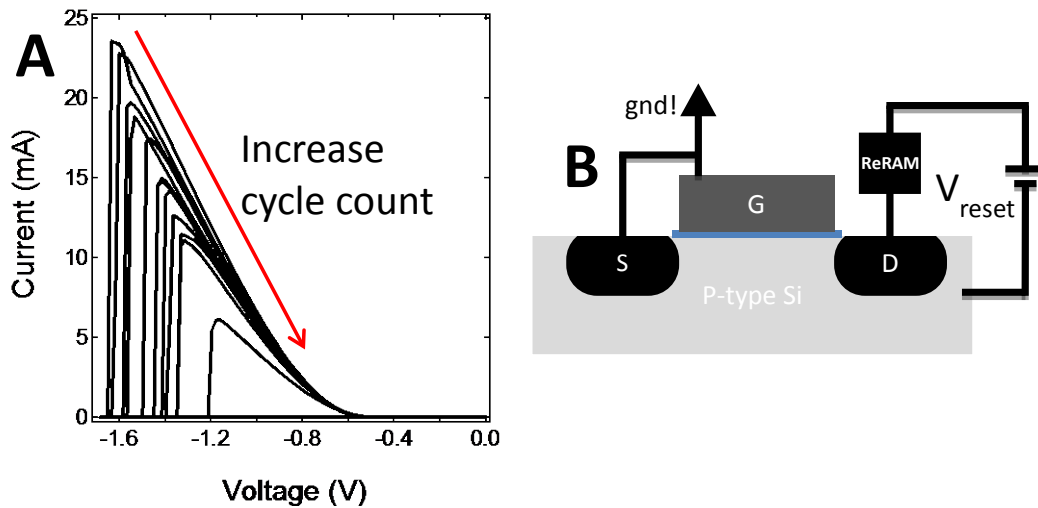 A
25
20
15
10
5
0
Current (mA)
-1.6
-1.2
-0.8
-0.4
0.0
Voltage (V)
Increase
cycle count
B
gnd!
G
S
D
P-type Si
ReRAM
V
reset